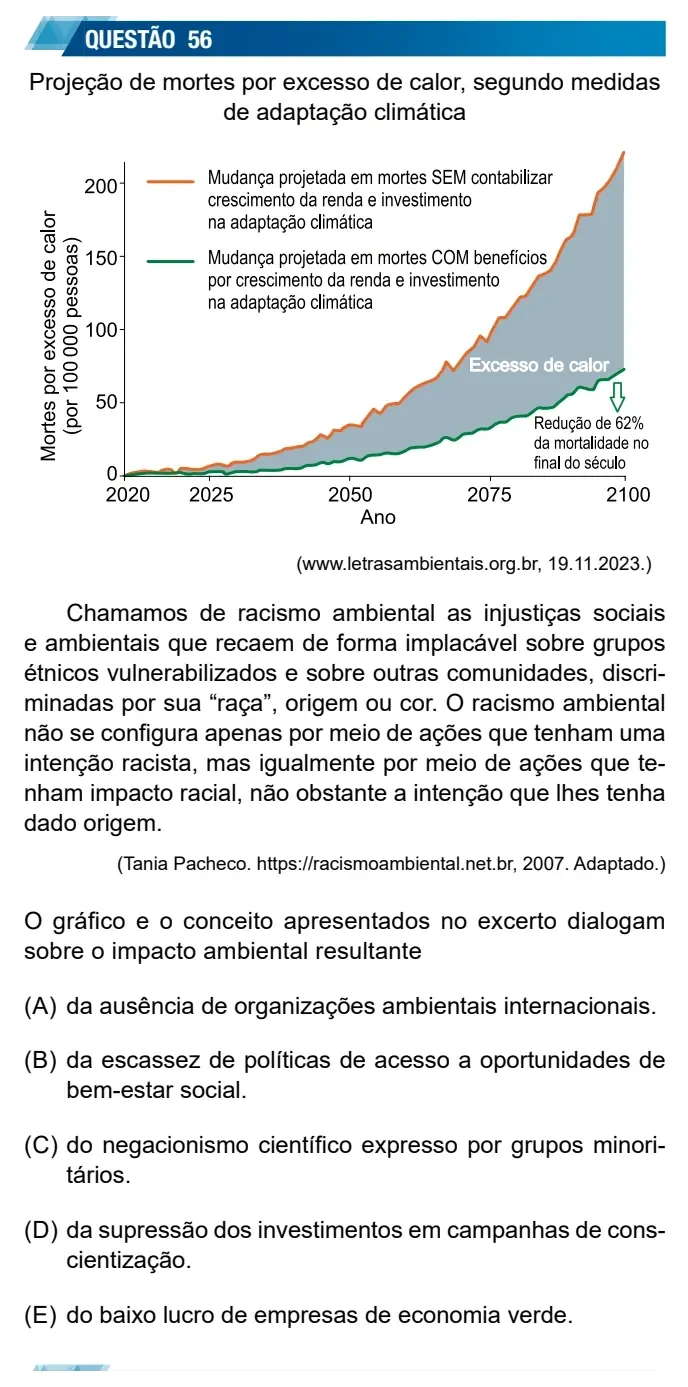 QUESTÃO 56
Projeção de mortes por excesso de calor, segundo medidas
de adaptação climática
Mortes por excesso de calor
(por 100 000 pessoas)
200
150
100
50
0
Mudança projetada em mortes SEM contabilizar
crescimento da renda e investimento
na adaptação climática
Mudança projetada em mortes COM benefícios
por crescimento da renda e investimento
na adaptação climática
Excesso de calor
Redução de 62%
da mortalidade no
final do século
2020 2025 2050 2075 2100
Ano
(www.letrasambientais.org.br, 19.11.2023.)
Chamamos de racismo ambiental as injustiças sociais
e ambientais que recaem de forma implacável sobre grupos
étnicos vulnerabilizados e sobre outras comunidades, discri-
minadas por sua “raça”, origem ou cor. O racismo ambiental
não se configura apenas por meio de ações que tenham uma
intenção racista, mas igualmente por meio de ações que te-
nham impacto racial, não obstante a intenção que lhes tenha
dado origem.
(Tania Pacheco. https://racismoambiental.net.br, 2007. Adaptado.)
O gráfico e o conceito apresentados no excerto dialogam
sobre o impacto ambiental resultante
(A) da ausência de organizações ambientais internacionais.
(B) da escassez de políticas de acesso a oportunidades de
bem-estar social.
(C) do negacionismo científico expresso por grupos minori-
tários.
(D) da supressão dos investimentos em campanhas de cons-
cientização.
(E) do baixo lucro de empresas de economia verde.